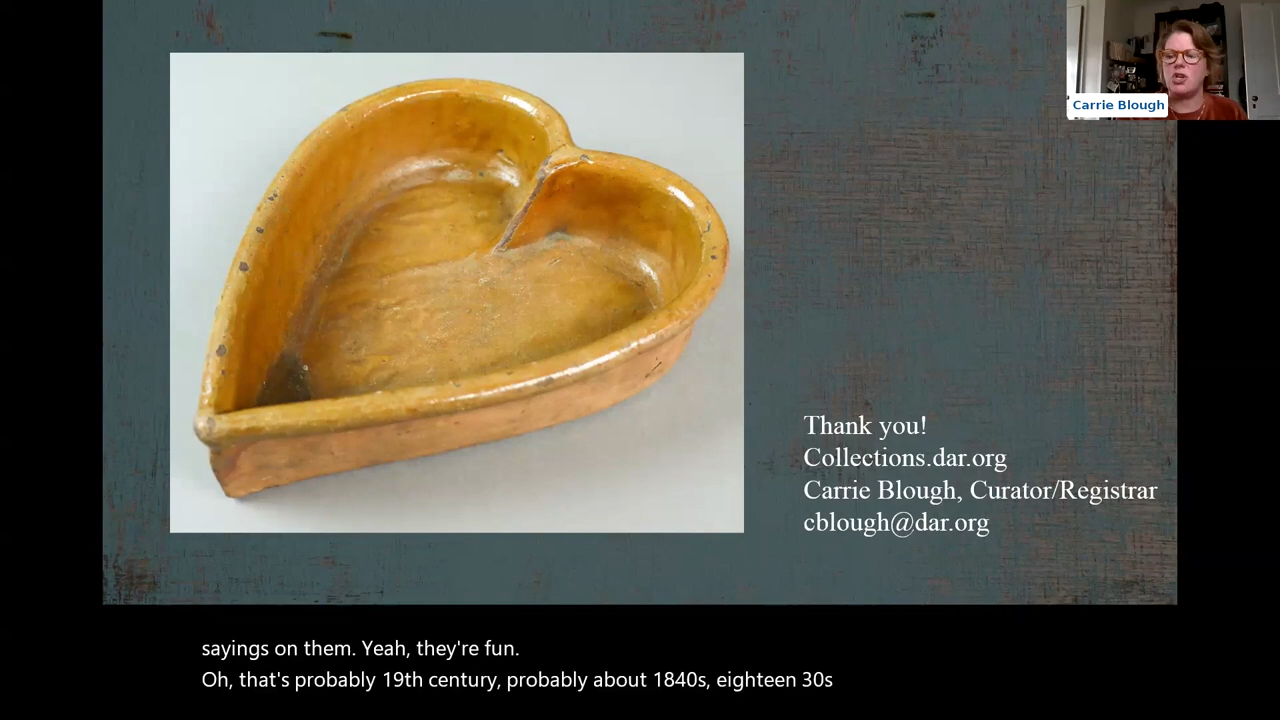 Carrie Blough
Thank you!
Collections.dar.org
Carrie Blough, Curator/Registrar
cblough@dar.org
sayings on them. Yeah, they're fun.
Oh, that's probably 19th century, probably about 1840s, eighteen 30s